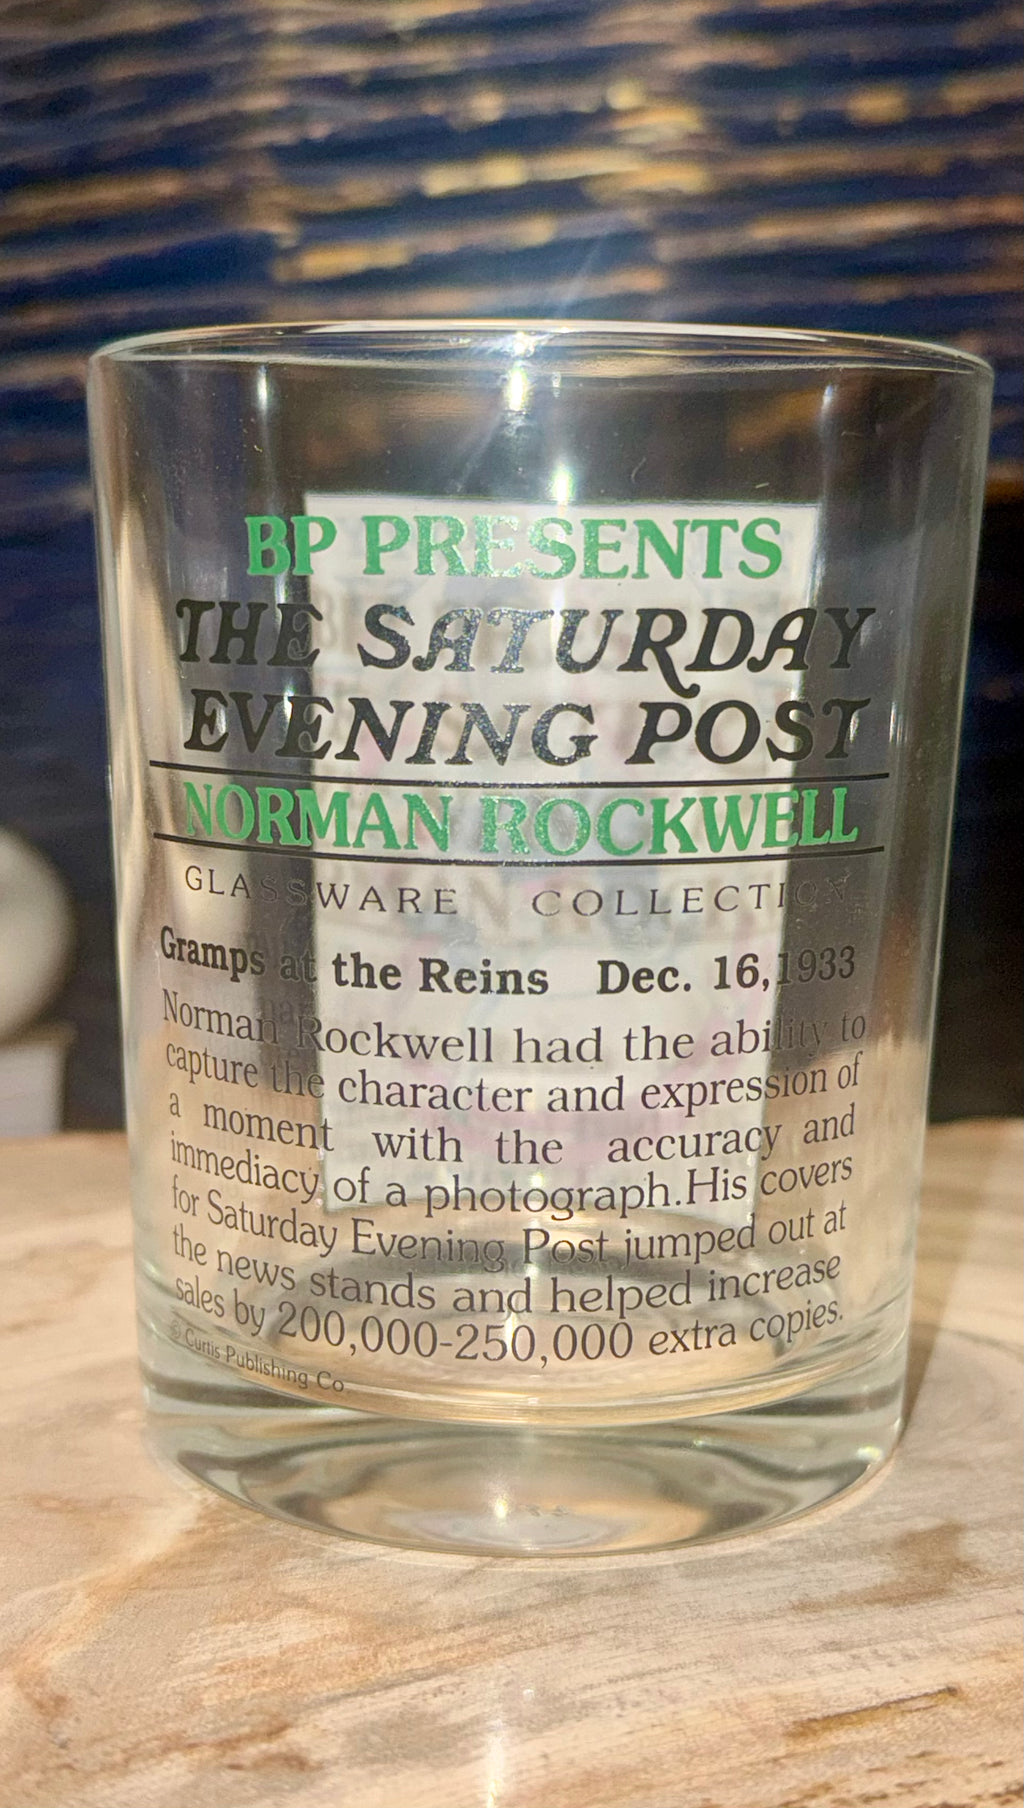 BP PRESENTS
THE SATURDAY
EVENING POST
NORMAN ROCKWELL
GLASSWARE COLLECTION
Gramps at the Reins Dec. 16,1933
Norman Rockwell had the ability to
capture the character and expression of
a moment with the accuracy and
immediacy of a photograph.His covers
for Saturday Evening Post jumped out at
the news stands and helped increase
sales by 200,000-250,000 extra copies.
© Curtis Publishing Co.